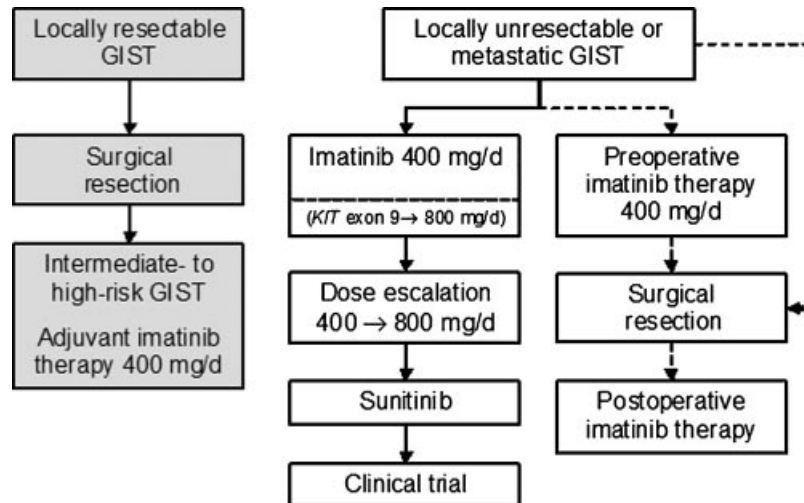 Locally resectable
GIST
Surgical
resection
Intermediate- to
high-risk GIST
Adjuvant imatinib
therapy 400 mg/d
Locally unresectable or
metastatic GIST
Imatinib 400 mg/d
(KIT exon 9→ 800 mg/d)
Dose escalation
400 → 800 mg/d
Sunitinib
Clinical trial
Preoperative
imatinib therapy
400 mg/d
Surgical
resection
Postoperative
imatinib therapy